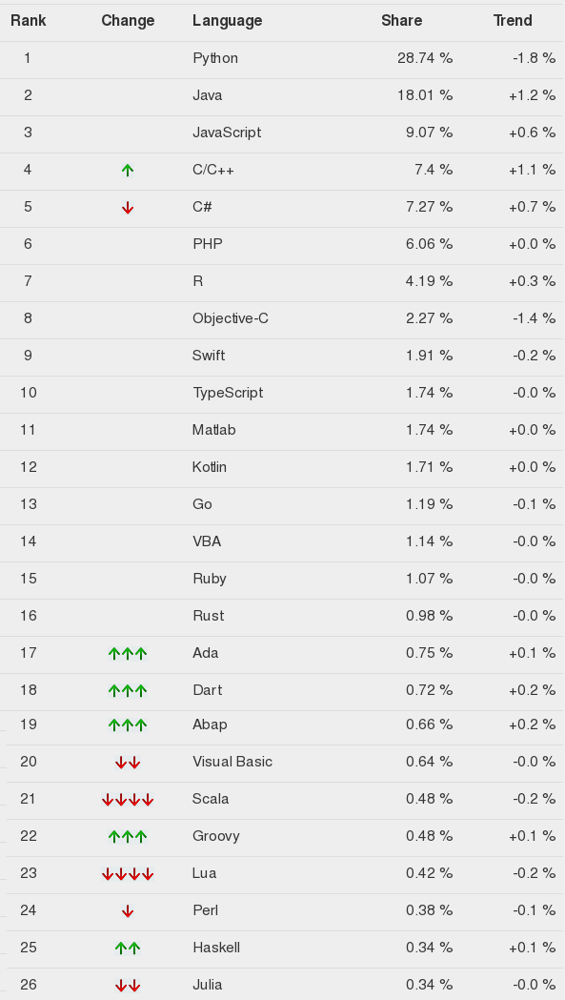 Rank Change Language Share Trend
1 Python 28.74 % -1.8 %
2 Java 18.01 % +1.2 %
3 JavaScript 9.07 % +0.6 %
4 ↑ C/C++ 7.4 % +1.1 %
5 ↓ C# 7.27 % +0.7 %
6 PHP 6.06 % +0.0 %
7 R 4.19 % +0.3 %
8 Objective-C 2.27 % -1.4 %
9 Swift 1.91 % -0.2 %
10 TypeScript 1.74 % -0.0 %
11 Matlab 1.74 % +0.0 %
12 Kotlin 1.71 % +0.0 %
13 Go 1.19 % -0.1 %
14 VBA 1.14 % -0.0 %
15 Ruby 1.07 % -0.0 %
16 Rust 0.98 % -0.0 %
17 ↑↑↑ Ada 0.75 % +0.1 %
18 ↑↑↑ Dart 0.72 % +0.2 %
19 ↑↑↑ Abap 0.66 % +0.2 %
20 ↓↓ Visual Basic 0.64 % -0.0 %
21 ↓↓↓↓ Scala 0.48 % -0.2 %
22 ↑↑↑ Groovy 0.48 % +0.1 %
23 ↓↓↓↓ Lua 0.42 % -0.2 %
24 ↓ Perl 0.38 % -0.1 %
25 ↑↑ Haskell 0.34 % +0.1 %
26 ↓↓ Julia 0.34 % -0.0 %